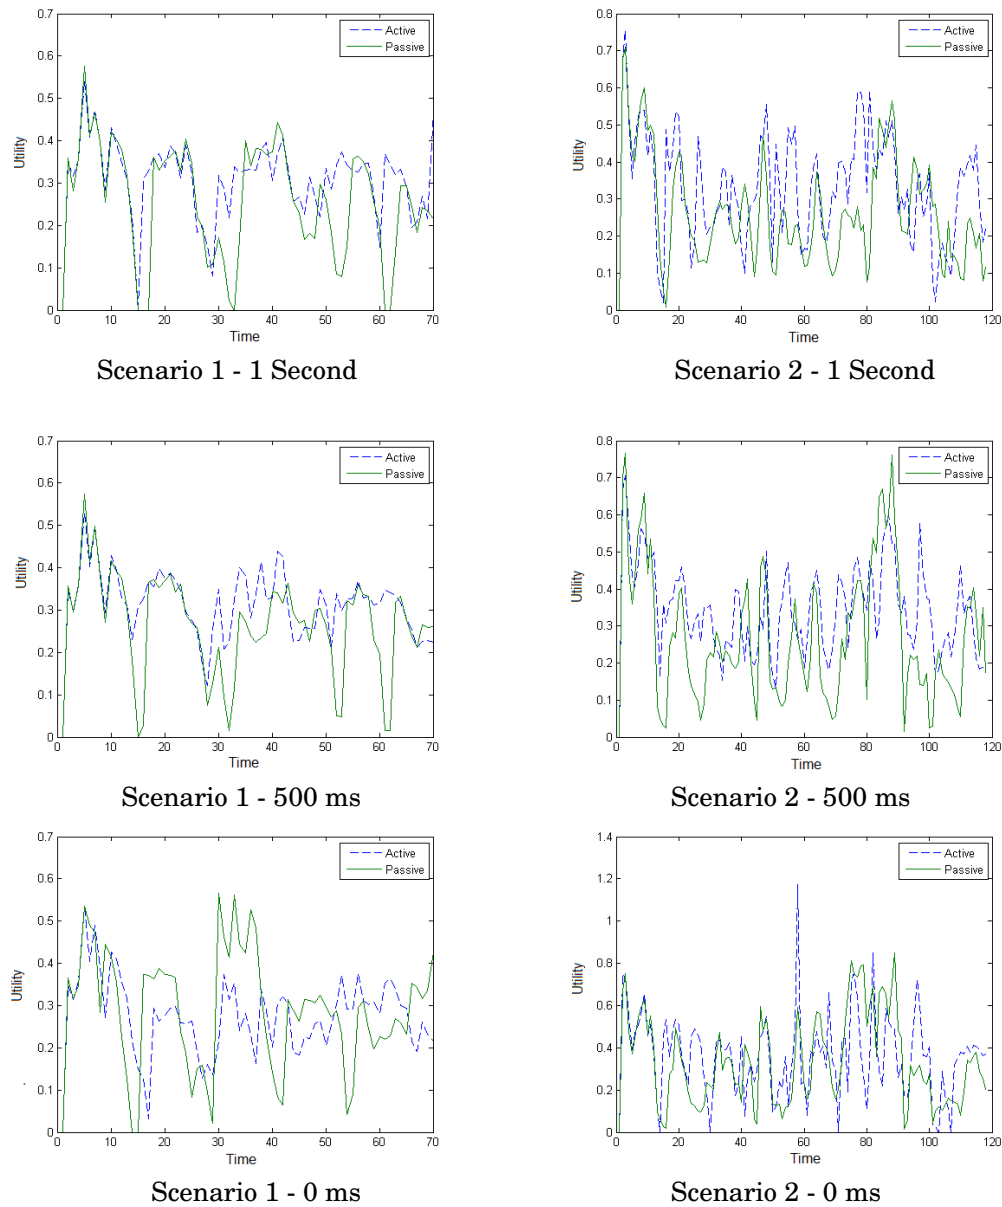 0.7
0.6
0.5
0.4
0.3
0.2
0.1
0
Utility
Active
Passive
0 10 20 30 40 50 60 70
Time
Scenario 1 - 1 Second
0.8
0.7
0.6
0.5
0.4
0.3
0.2
0.1
0
Utility
Active
Passive
0 20 40 60 80 100 120
Time
Scenario 2 - 1 Second
0.7
0.6
0.5
0.4
0.3
0.2
0.1
0
Utility
Active
Passive
0 10 20 30 40 50 60 70
Time
Scenario 1 - 500 ms
0.8
0.7
0.6
0.5
0.4
0.3
0.2
0.1
0
Utility
Active
Passive
0 20 40 60 80 100 120
Time
Scenario 2 - 500 ms
0.7
0.6
0.5
0.4
0.3
0.2
0.1
0
Utility
Active
Passive
0 10 20 30 40 50 60 70
Time
Scenario 1 - 0 ms
1.4
1.2
1
0.8
0.6
0.4
0.2
0
Utility
Active
Passive
0 20 40 60 80 100 120
Time
Scenario 2 - 0 ms